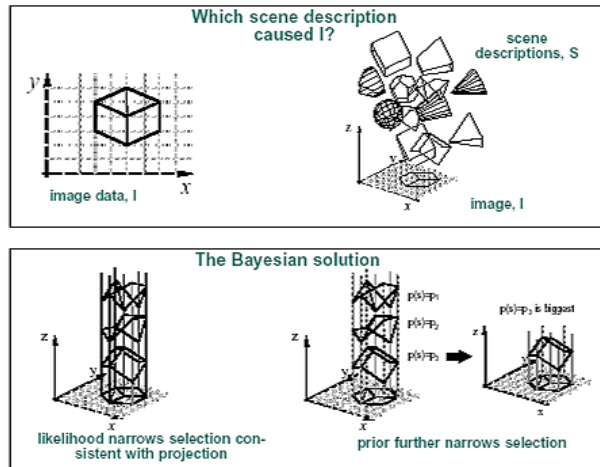 Which scene description
caused I?
scene
descriptions, S
y
x
image data, I
z
y
x
image, I
The Bayesian solution
z
y
x
likelihood narrows selection con-
sistent with projection
z
y
x
p(s)=p₁
p(s)=p₂
p(s)=p₃
prior further narrows selection
p(s)=p₃ is biggest
z
x